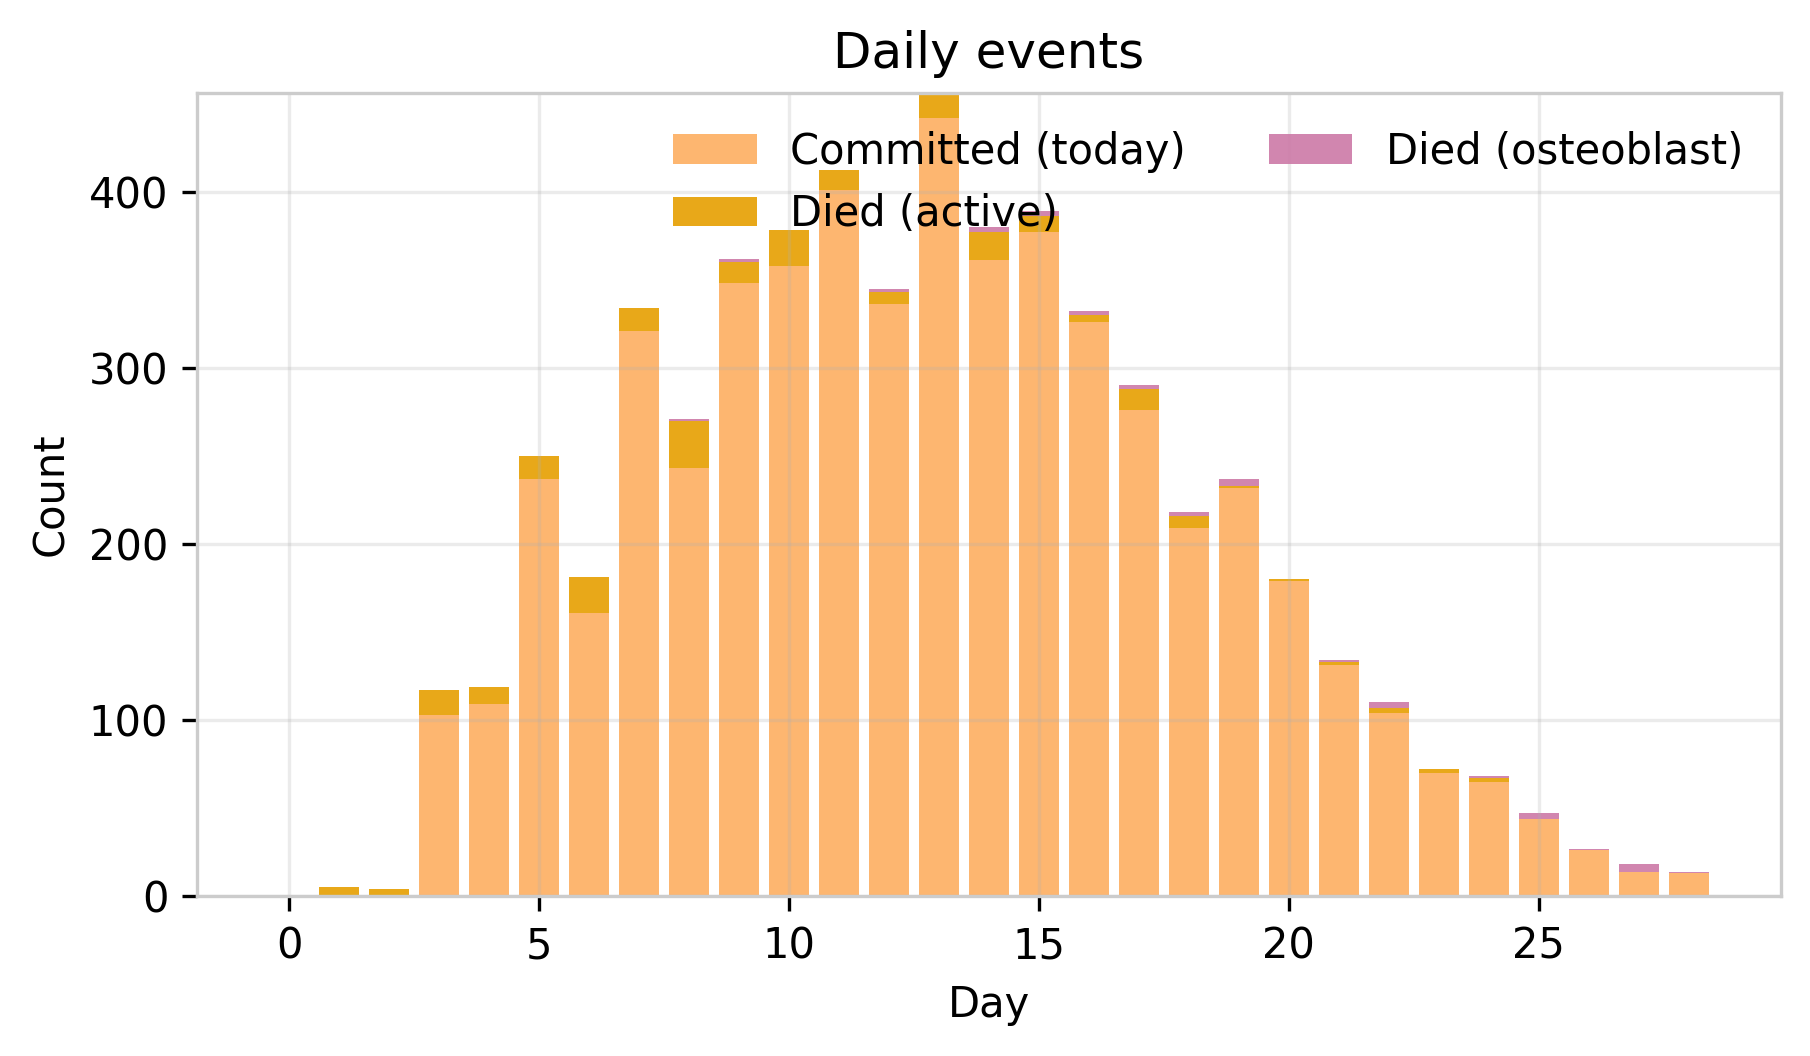 Daily events
Committed (today)
Died (active)
Died (osteoblast)
Count
400
300
200
100
0
0 5 10 15 20 25
Day